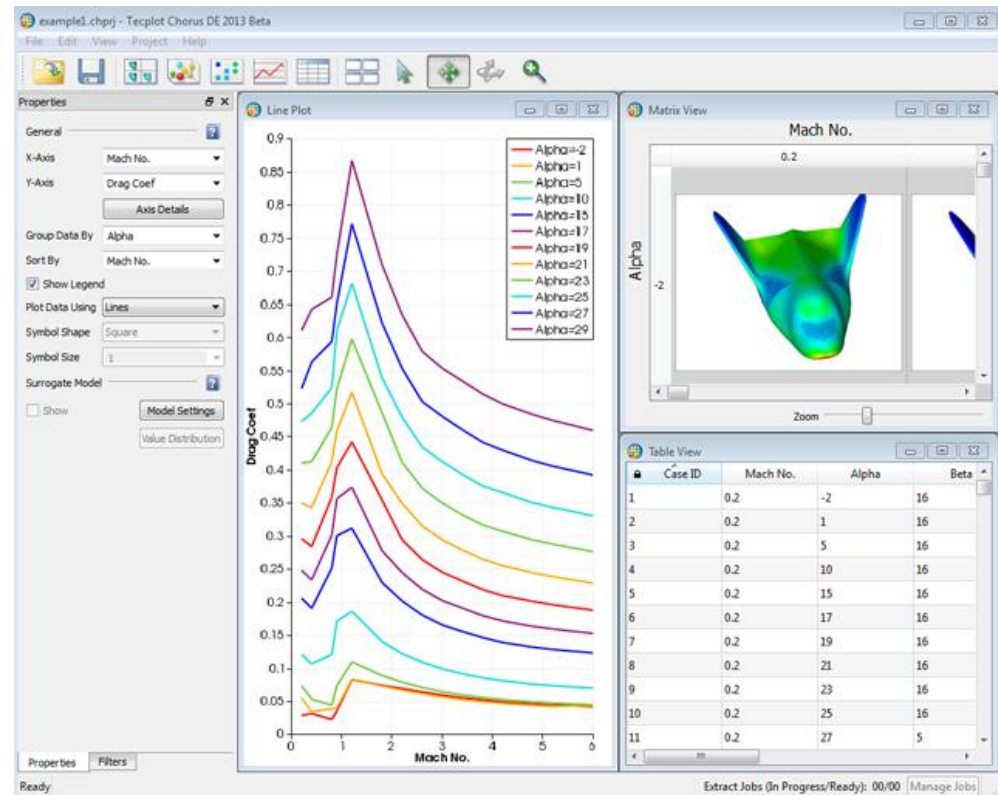 example1.chprj - Tecplot Chorus DE 2013 Beta
File Edit View Project Help
Properties
General
X-Axis Mach No.
Y-Axis Drag Coef
Axis Details
Group Data By Alpha
Sort By Mach No.
Show Legend
Plot Data Using Lines
Symbol Shape Square
Symbol Size 1
Surrogate Model
Show Model Settings
Value Distribution
Properties Filters
Ready
Line Plot
0.9
0.85
0.8
0.75
0.7
0.65
0.6
0.55
0.5
0.45
0.4
0.35
0.3
0.25
0.2
0.15
0.1
0.05
0
Drag Coef
0 1 2 3 4 5 6
Mach No.
Alpha=-2
Alpha=1
Alpha=5
Alpha=10
Alpha=15
Alpha=17
Alpha=19
Alpha=21
Alpha=23
Alpha=25
Alpha=27
Alpha=29
Matrix View
Mach No.
0.2
Alpha
-2
Zoom
Table View
Case ID Mach No. Alpha Beta
1 0.2 -2 16
2 0.2 1 16
3 0.2 5 16
4 0.2 10 16
5 0.2 15 16
6 0.2 17 16
7 0.2 19 16
8 0.2 21 16
9 0.2 23 16
10 0.2 25 16
11 0.2 27 5
Extract Jobs (In Progress/Ready): 00/00 Manage Jobs